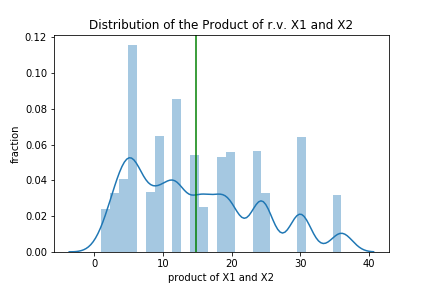 Distribution of the Product of r.v. X1 and X2
0.12
0.10
0.08
0.06
0.04
0.02
0.00
fraction
0 10 20 30 40
product of X1 and X2